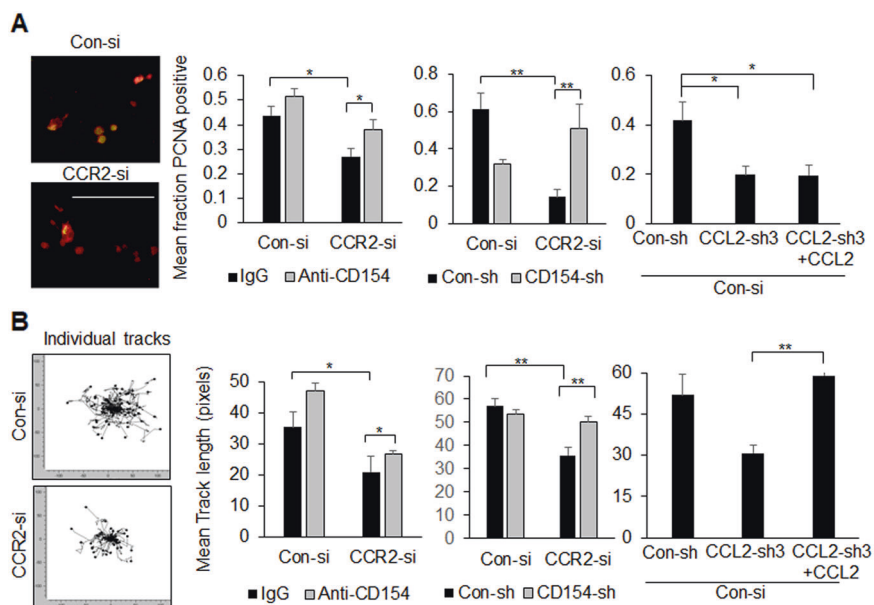 A
Con-si
CCR2-si
Mean fraction PCNA positive
0.6
0.5
0.4
0.3
0.2
0.1
0
*
*
Con-si CCR2-si
IgG Anti-CD154
0.8
0.6
0.4
0.2
0
**
**
Con-si CCR2-si
Con-sh CD154-sh
0.6
0.4
0.2
0
*
*
Con-sh CCL2-sh3 CCL2-sh3
+CCL2
Con-si
B
Individual tracks
Con-si
CCR2-si
Mean Track length (pixels)
50
40
30
20
10
0
*
*
Con-si CCR2-si
IgG Anti-CD154
70
60
50
40
30
20
10
0
**
**
Con-si CCR2-si
Con-sh CD154-sh
60
45
30
15
0
**
Con-sh CCL2-sh3 CCL2-sh3
+CCL2
Con-si